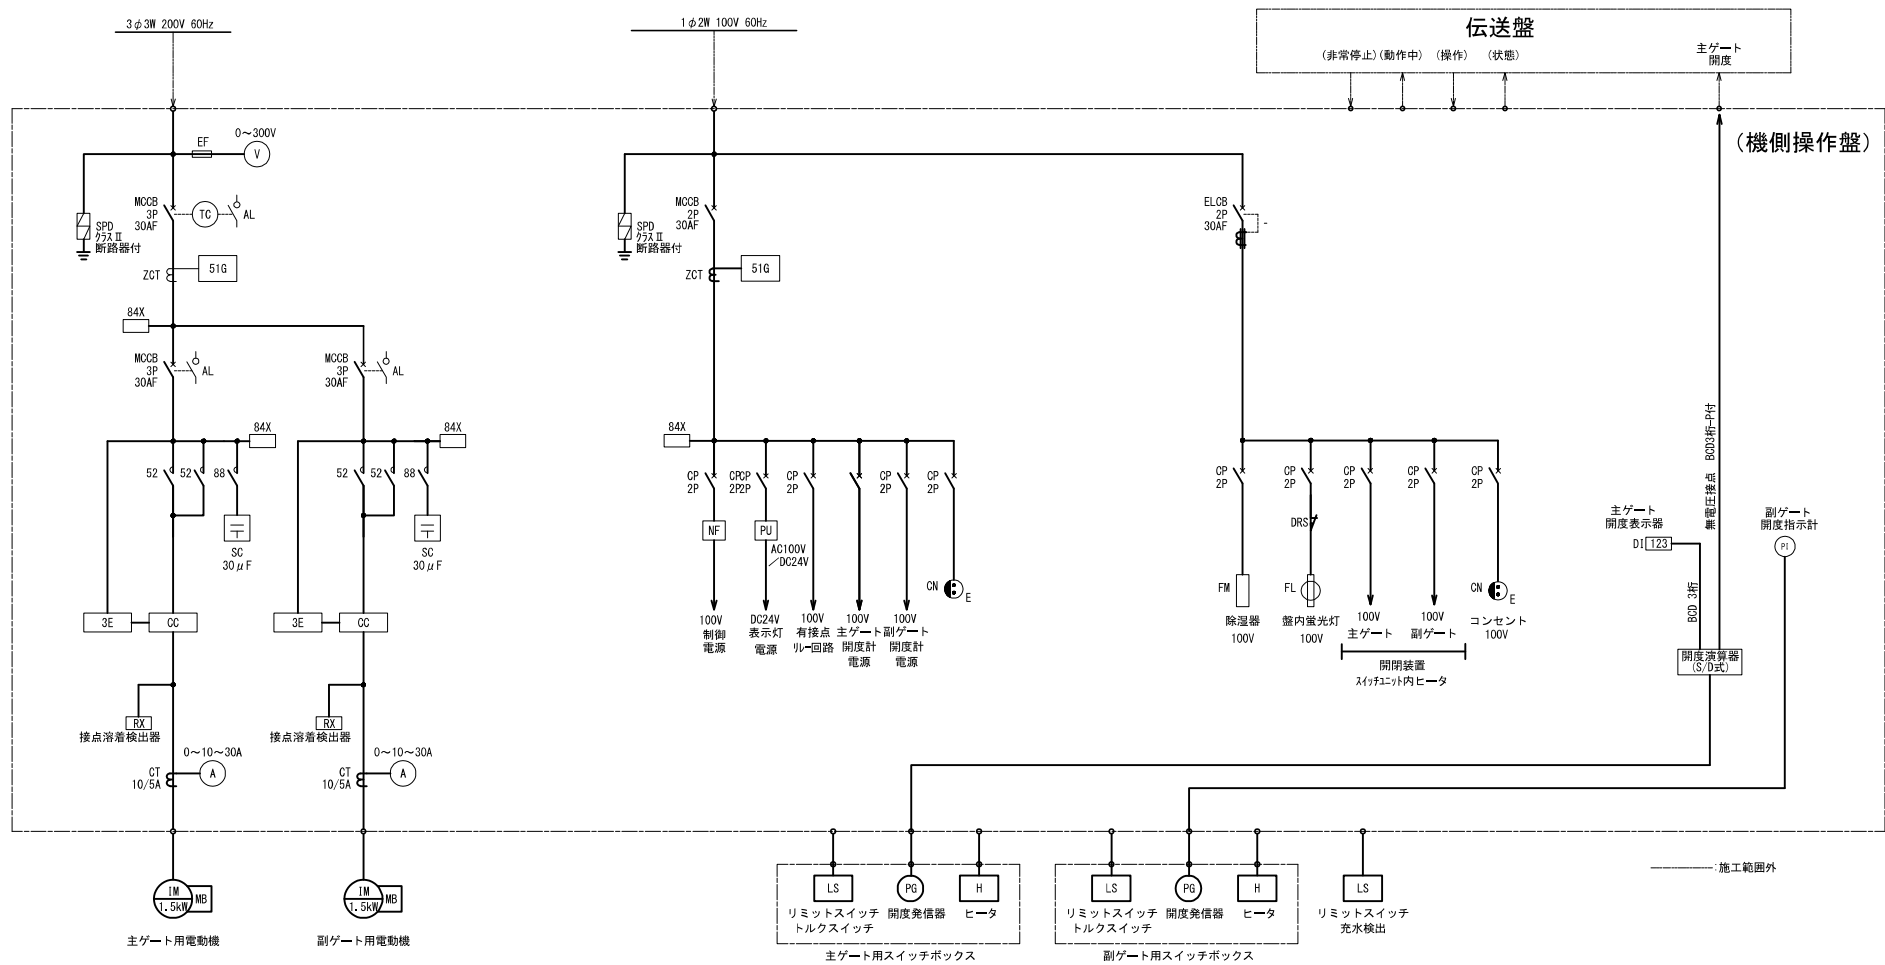 3φ3W 200V 60Hz
1φ2W 100V 60Hz
伝送盤
(非常停止)
(動作中)
(操作)
(状態)
主ゲート
開度
(機側操作盤)
EF
0～300V
V
MCCB
3P
30AF
TC
AL
SPD
クラスⅡ
断路器付
ZCT
51G
84X
MCCB
3P
30AF
AL
MCCB
3P
30AF
AL
84X
84X
52
52
88
52
52
88
SC
30μF
SC
30μF
3E
CC
3E
CC
RX
接点溶着検出器
RX
接点溶着検出器
0～10～30A
CT
10/5A
A
0～10～30A
CT
10/5A
A
IM
1.5kW
MB
主ゲート用電動機
IM
1.5kW
MB
副ゲート用電動機
SPD
クラスⅡ
断路器付
MCCB
2P
30AF
ZCT
51G
84X
CP
2P
CP
2P
CP
2P
CP
2P
CP
2P
CP
2P
NF
PU
AC100V
／DC24V
CN
E
100V
制御
電源
DC24V
表示灯
電源
100V
有接点
リレー回路
100V
主ゲート
開度計
電源
100V
副ゲート
開度計
電源
ELCB
2P
30AF
-
CP
2P
CP
2P
CP
2P
CP
2P
CP
2P
DRS
FM
FL
CN
E
除湿器
100V
盤内蛍光灯
100V
100V
主ゲート
100V
副ゲート
コンセント
100V
開閉装置
スイッチユニット内ヒータ
無電圧接点 BCD3桁-P付
主ゲート
開度表示器
DI
123
BCD 3桁
副ゲート
開度指示計
PI
開度演算器
(S/D式)
LS
リミットスイッチ
トルクスイッチ
PG
開度発信器
H
ヒータ
主ゲート用スイッチボックス
LS
リミットスイッチ
トルクスイッチ
PG
開度発信器
H
ヒータ
副ゲート用スイッチボックス
LS
リミットスイッチ
充水検出
:施工範囲外